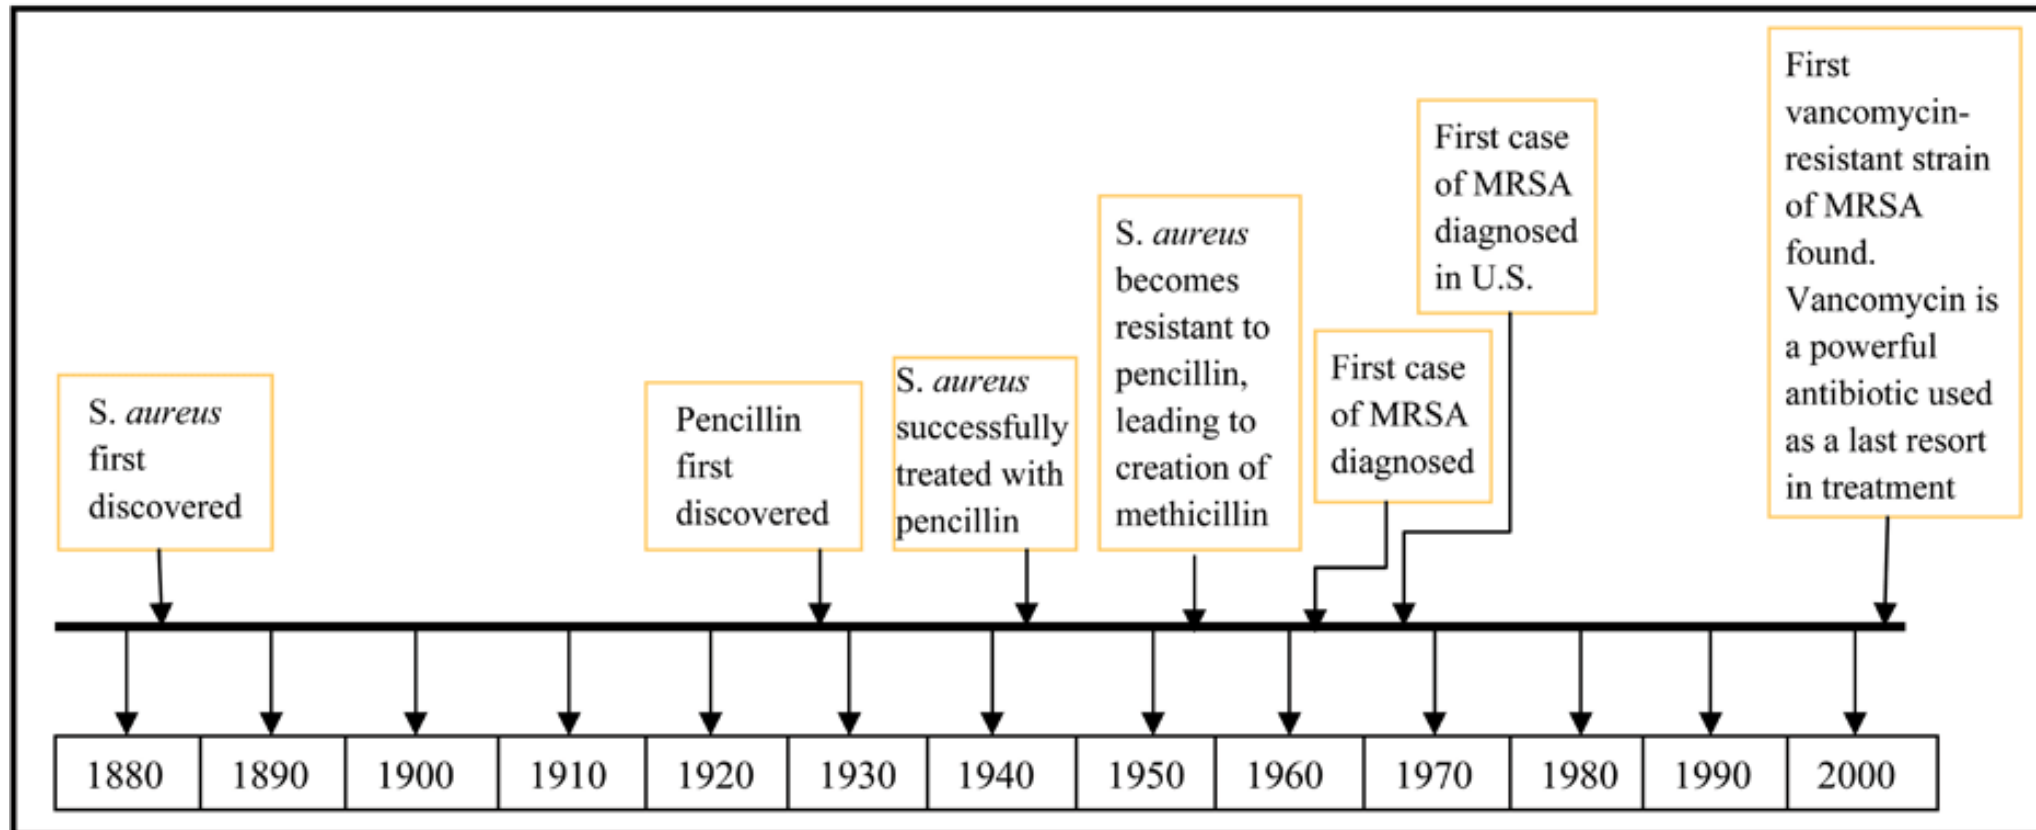 S. aureus
first
discovered
Pencillin
first
discovered
S. aureus
successfully
treated with
pencillin
S. aureus
becomes
resistant to
pencillin,
leading to
creation of
methicillin
First case
of MRSA
diagnosed
First case
of MRSA
diagnosed
in U.S.
First
vancomycin-
resistant strain
of MRSA
found.
Vancomycin is
a powerful
antibiotic used
as a last resort
in treatment
1880 1890 1900 1910 1920 1930 1940 1950 1960 1970 1980 1990 2000